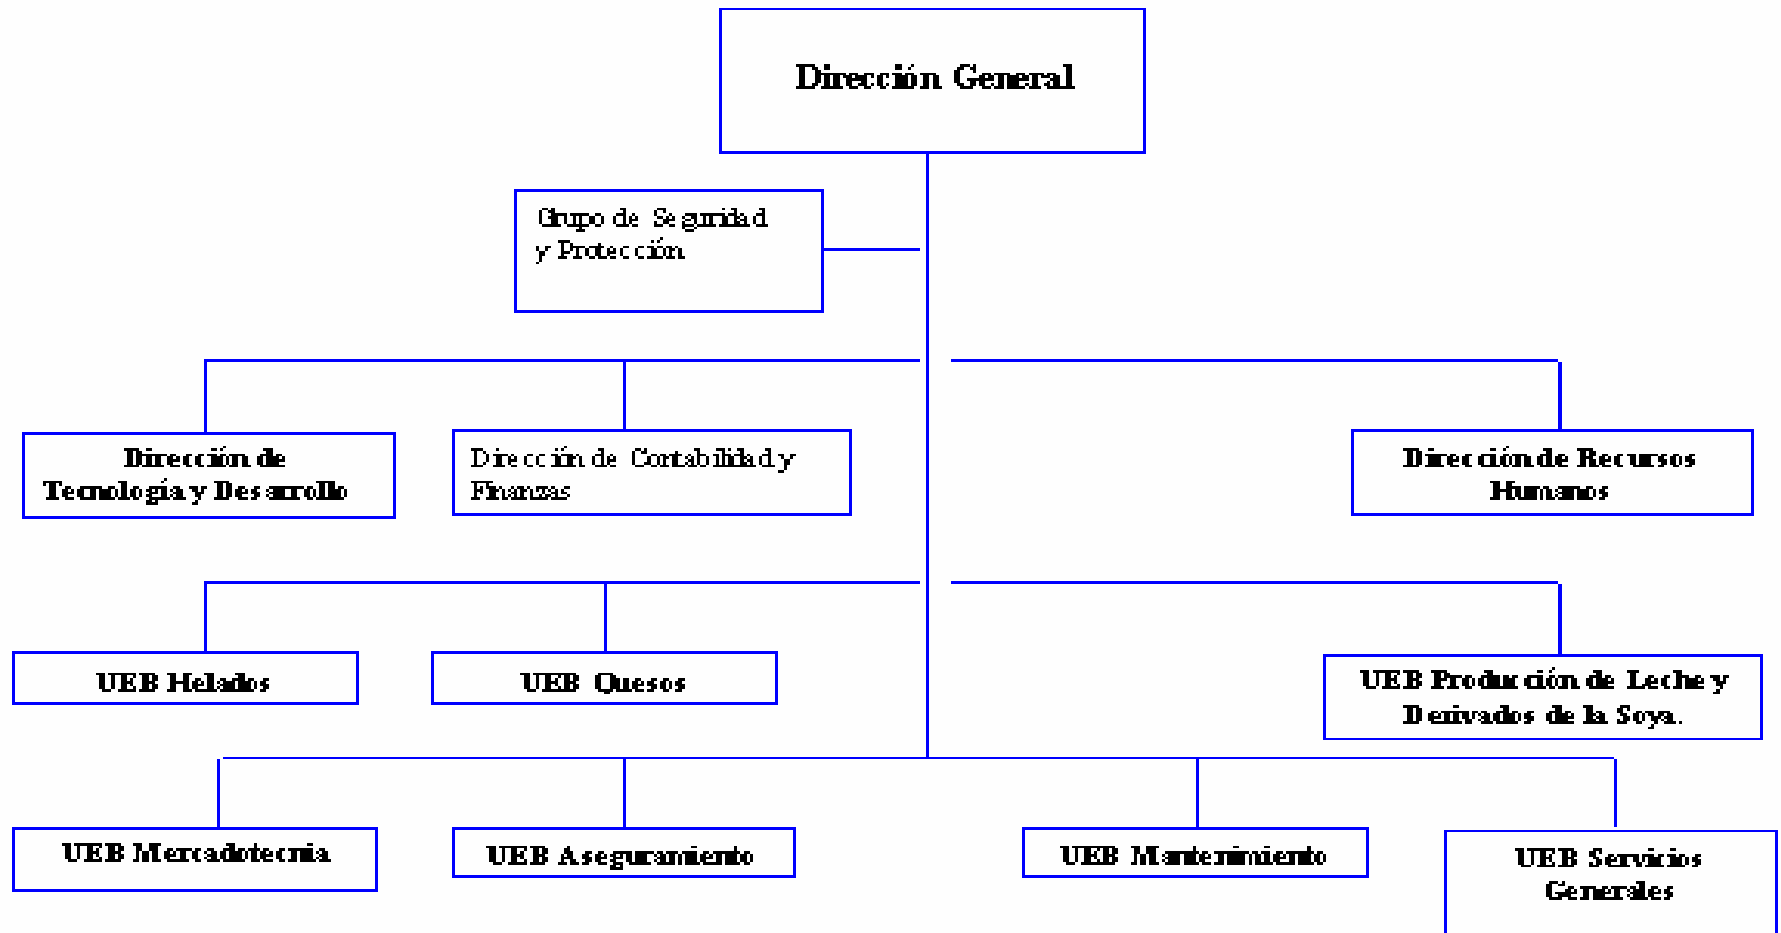 Dirección General
Grupo de Seguridad
y Protección
Dirección de
Tecnología y Desarrollo
Dirección de Contabilidad y
Finanzas
Dirección de Recursos
Humanos
UEB Helados
UEB Quesos
UEB Producción de Leche y
Derivados de la Soya.
UEB Mercadotecnia
UEB Aseguramiento
UEB Mantenimiento
UEB Servicios
Generales